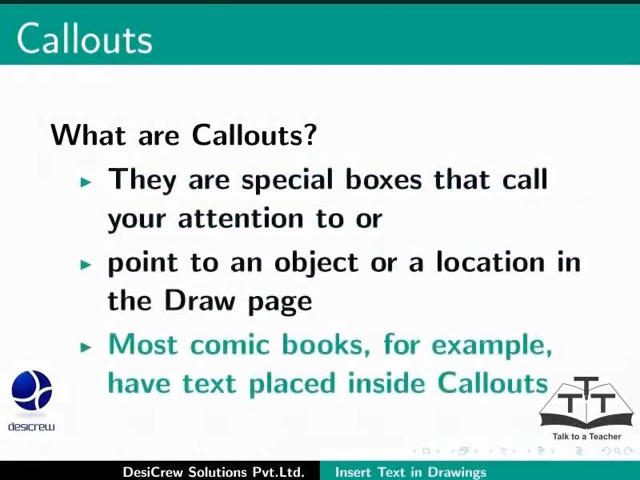 Callouts
What are Callouts?
They are special boxes that call
your attention to or
point to an object or a location in
the Draw page
Most comic books, for example,
have text placed inside Callouts
desicrew
TTT
Talk to a Teacher
DesiCrew Solutions Pvt.Ltd. Insert Text in Drawings